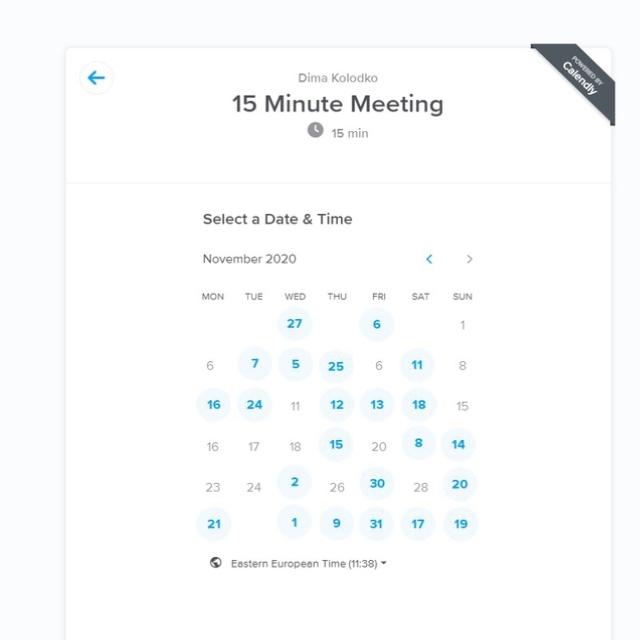 POWERED BY
Calendly
Dima Kolodko
15 Minute Meeting
15 min
Select a Date & Time
November 2020
MON TUE WED THU FRI SAT SUN
27 6 1
6 7 5 25 6 11 8
16 24 11 12 13 18 15
16 17 18 15 20 8 14
23 24 2 26 30 28 20
21 1 9 31 17 19
Eastern European Time (11:38)